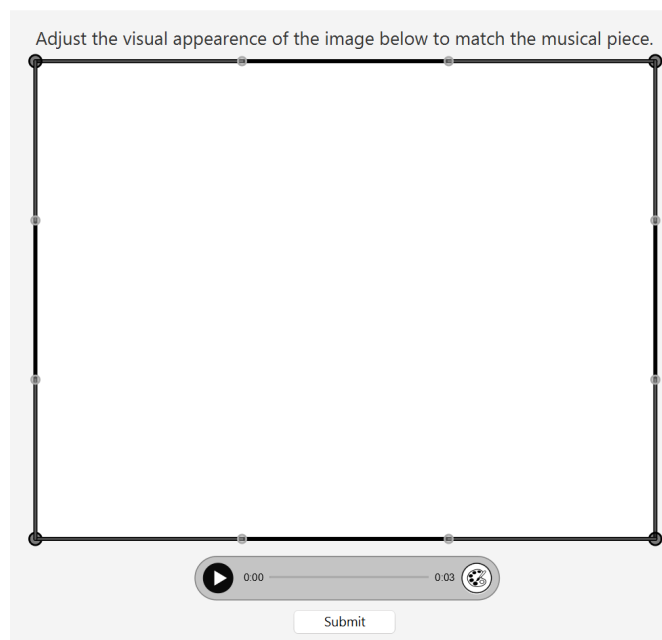 Adjust the visual appearence of the image below to match the musical piece.
0:00 0:03
Submit